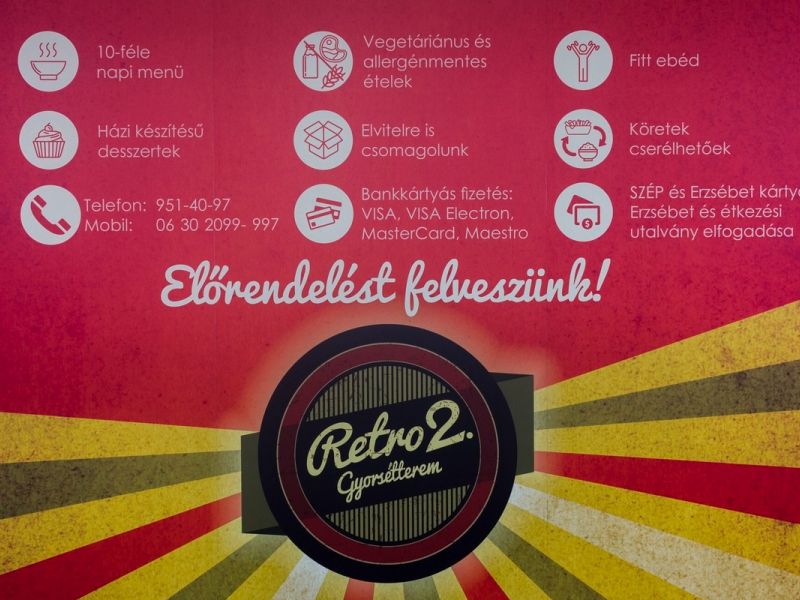 10-féle
napi menü
Vegetáriánus és
allergénmentes
ételek
Fitt ebéd
Házi készítésű
desszertek
Elvitelre is
csomagolunk
Köretek
cserélhetőek
Telefon: 951-40-97
Mobil: 06 30 2099- 997
Bankkártyás fizetés:
VISA, VISA Electron,
MasterCard, Maestro
SZÉP és Erzsébet kártya
Erzsébet és étkezési
utalvány elfogadása
Előrendelést felveszünk!
Retro 2.
Gyorsétterem